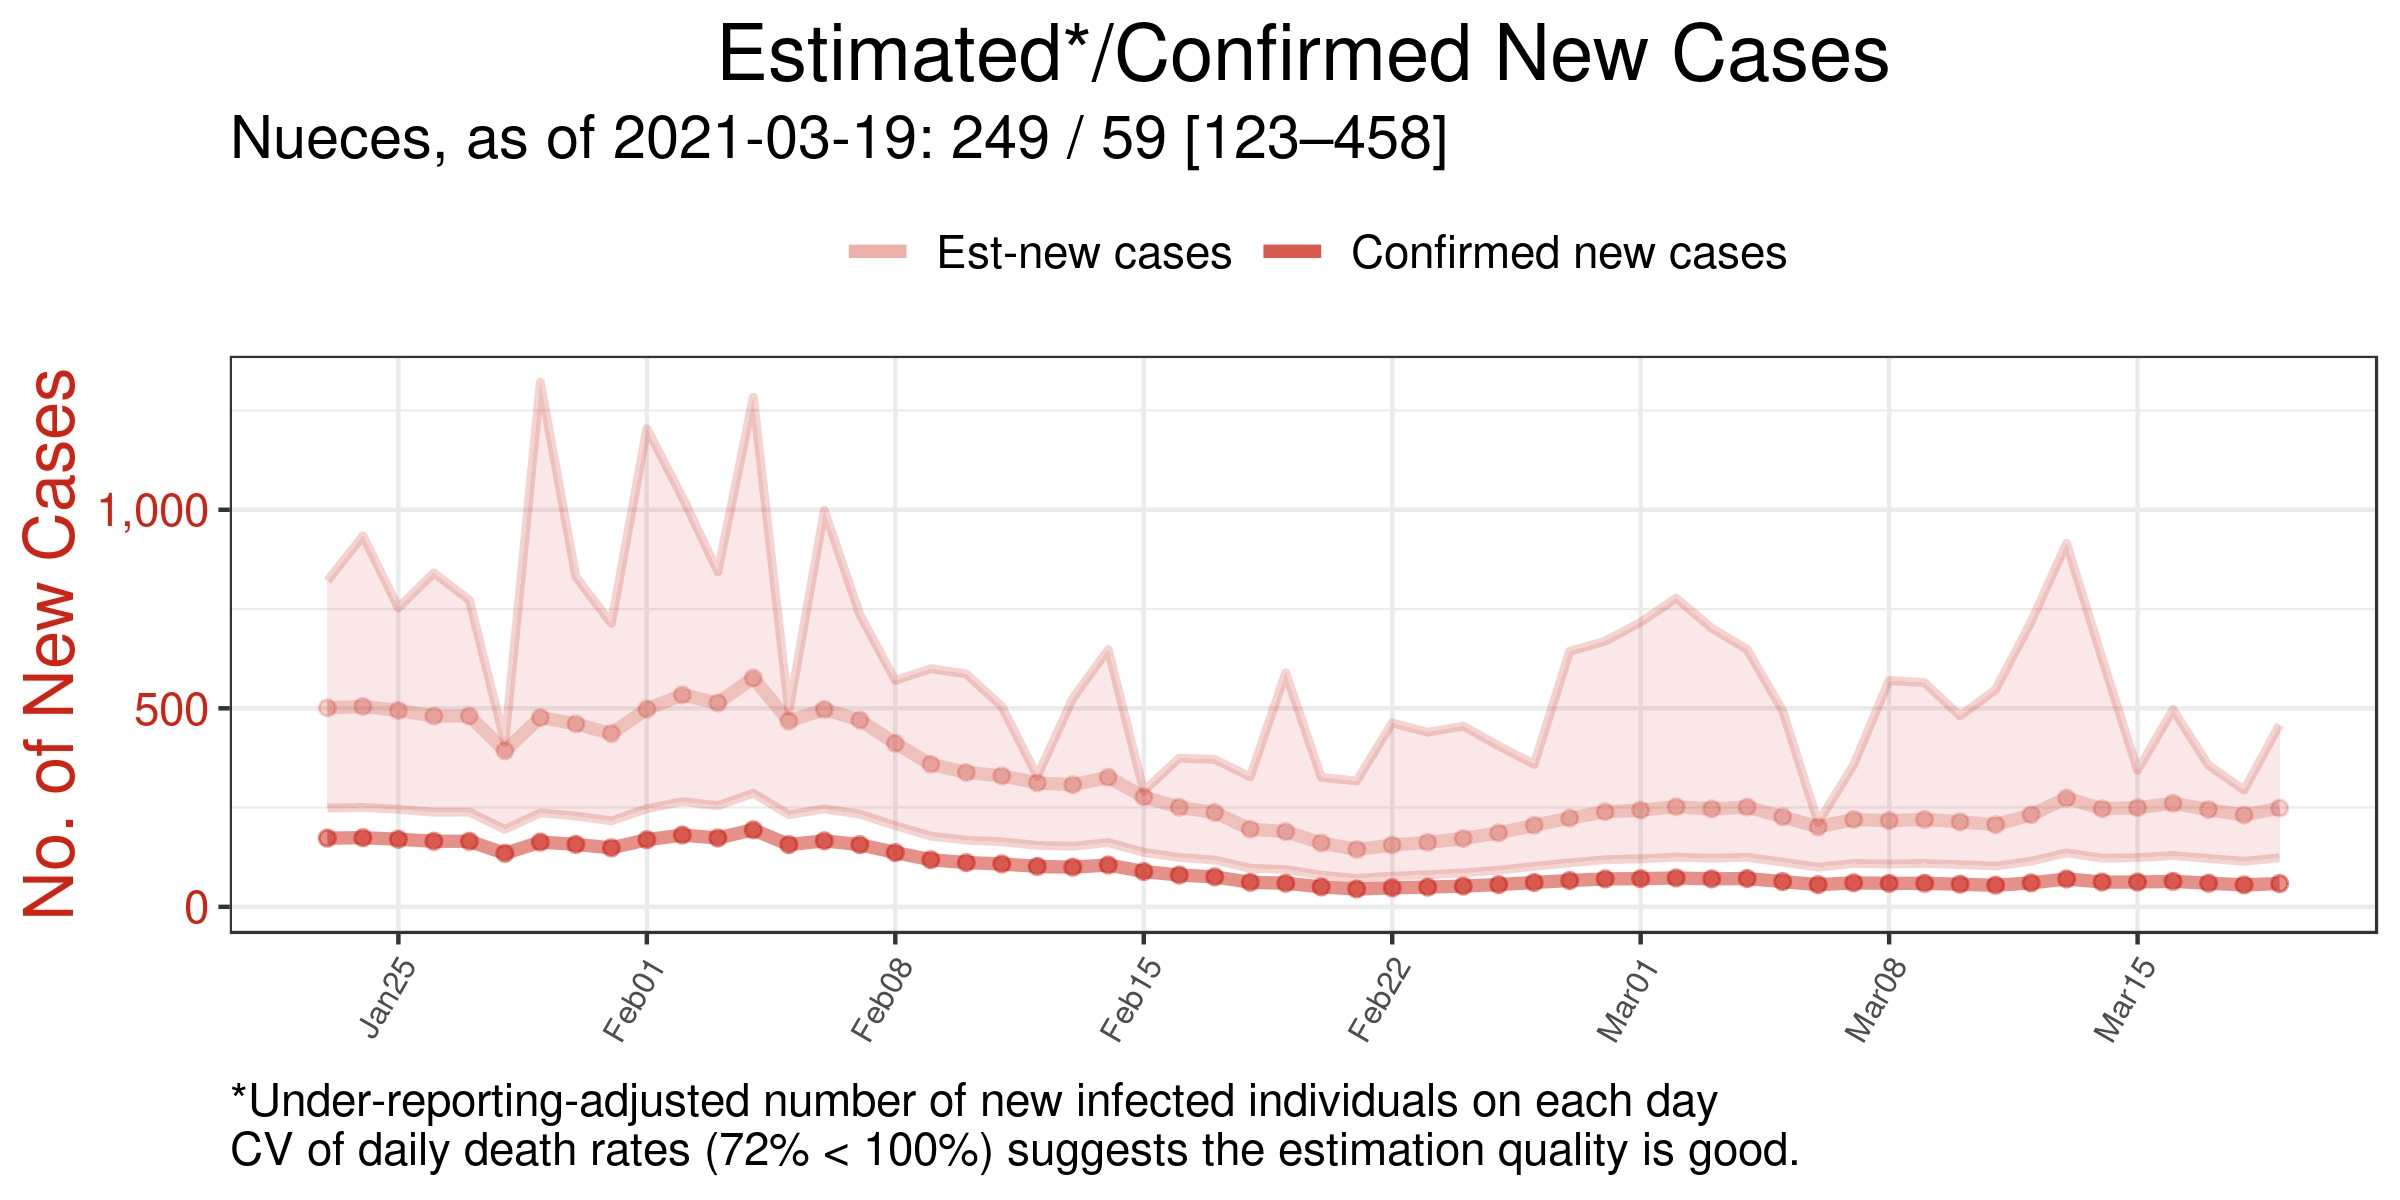 Estimated*/Confirmed New Cases
Nueces, as of 2021-03-19: 249 / 59 [123–458]
Est-new cases
Confirmed new cases
No. of New Cases
1,000
500
0
Jan25
Feb01
Feb08
Feb15
Feb22
Mar01
Mar08
Mar15
*Under-reporting-adjusted number of new infected individuals on each day
CV of daily death rates (72% < 100%) suggests the estimation quality is good.